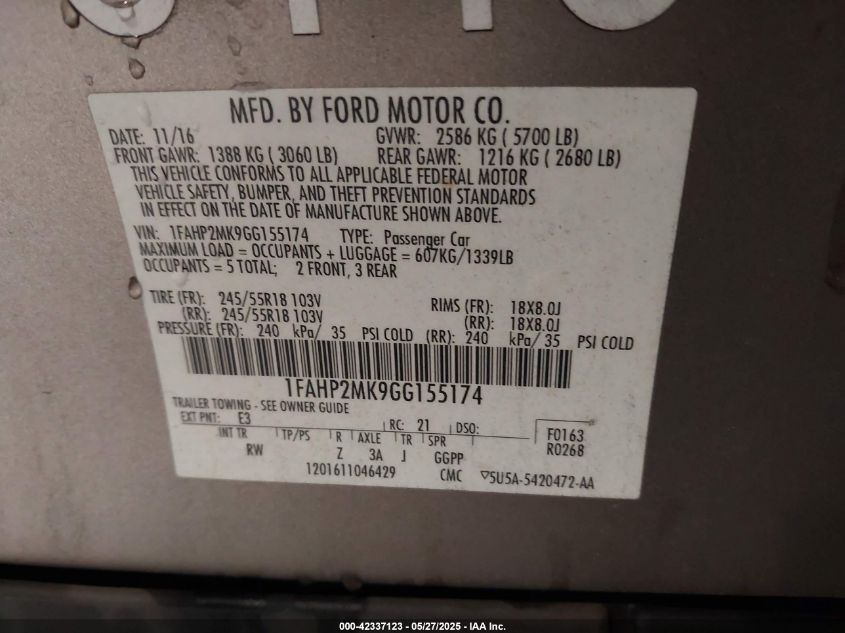 MFD. BY FORD MOTOR CO.
DATE: 11/16 GVWR: 2586 KG ( 5700 LB)
FRONT GAWR: 1388 KG ( 3060 LB) REAR GAWR: 1216 KG ( 2680 LB)
THIS VEHICLE CONFORMS TO ALL APPLICABLE FEDERAL MOTOR
VEHICLE SAFETY, BUMPER, AND THEFT PREVENTION STANDARDS
IN EFFECT ON THE DATE OF MANUFACTURE SHOWN ABOVE.
VIN: 1FAHP2MK9GG155174 TYPE: Passenger Car
MAXIMUM LOAD = OCCUPANTS + LUGGAGE = 607KG/1339LB
OCCUPANTS = 5 TOTAL; 2 FRONT, 3 REAR
TIRE (FR): 245/55R18 103V RIMS (FR): 18X8.0J
(RR): 245/55R18 103V (RR): 18X8.0J
PRESSURE (FR): 240 kPa/ 35 PSI COLD (RR): 240 kPa/ 35 PSI COLD
1FAHP2MK9GG155174
TRAILER TOWING - SEE OWNER GUIDE
EXT PNT: E3 RC: 21 DSO:
F0163
INT TR TP/PS R AXLE TR SPR
R0268
RW Z 3A J GGPP
1201611046429 CMC ▽5U5A-5420472-AA
000-42337123 — 05/27/2025 — IAA Inc.